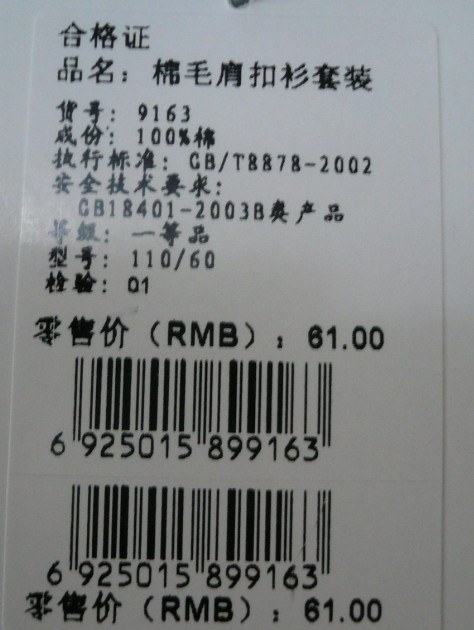 合格证
品名：棉毛肩扣衫套装
货号：9163
成份：100%棉
执行标准：GB/T8878-2002
安全技术要求：
GB18401-2003B类产品
等级：一等品
型号：110/60
检验：01
零售价（RMB）：61.00
6 925015 899163
6 925015 899163
零售价（RMB）：61.00